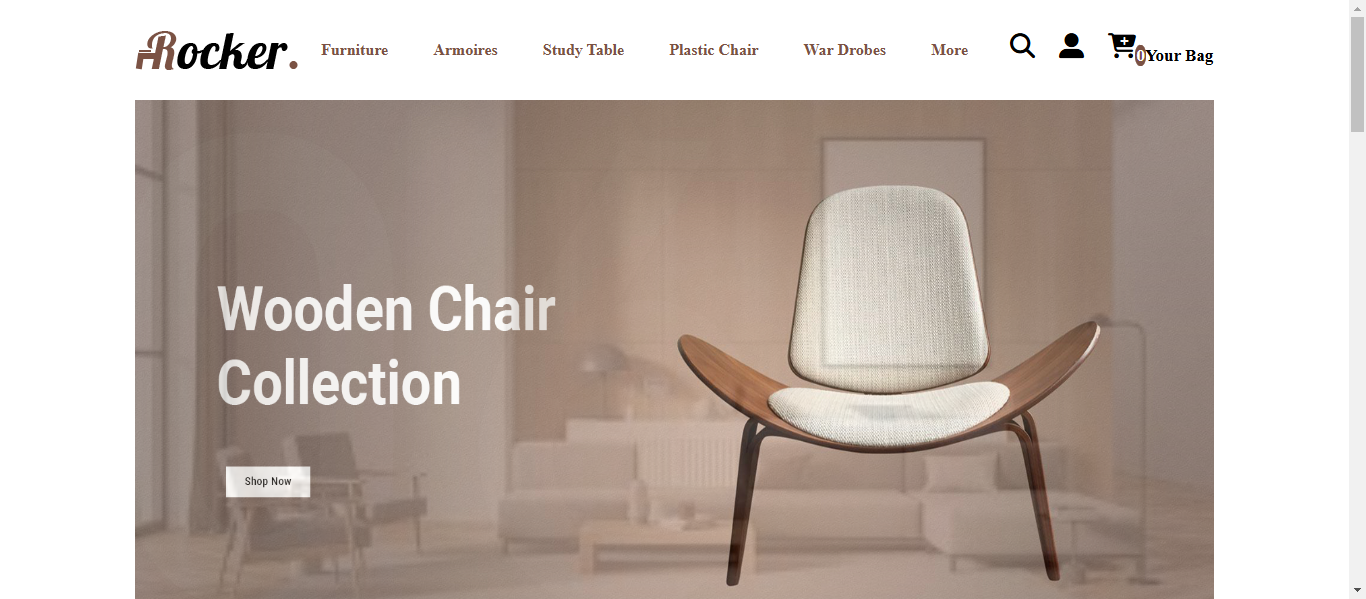 Rocker.
Furniture Armoires Study Table Plastic Chair War Drobes More 0 Your Bag
Wooden Chair
Collection
Shop Now